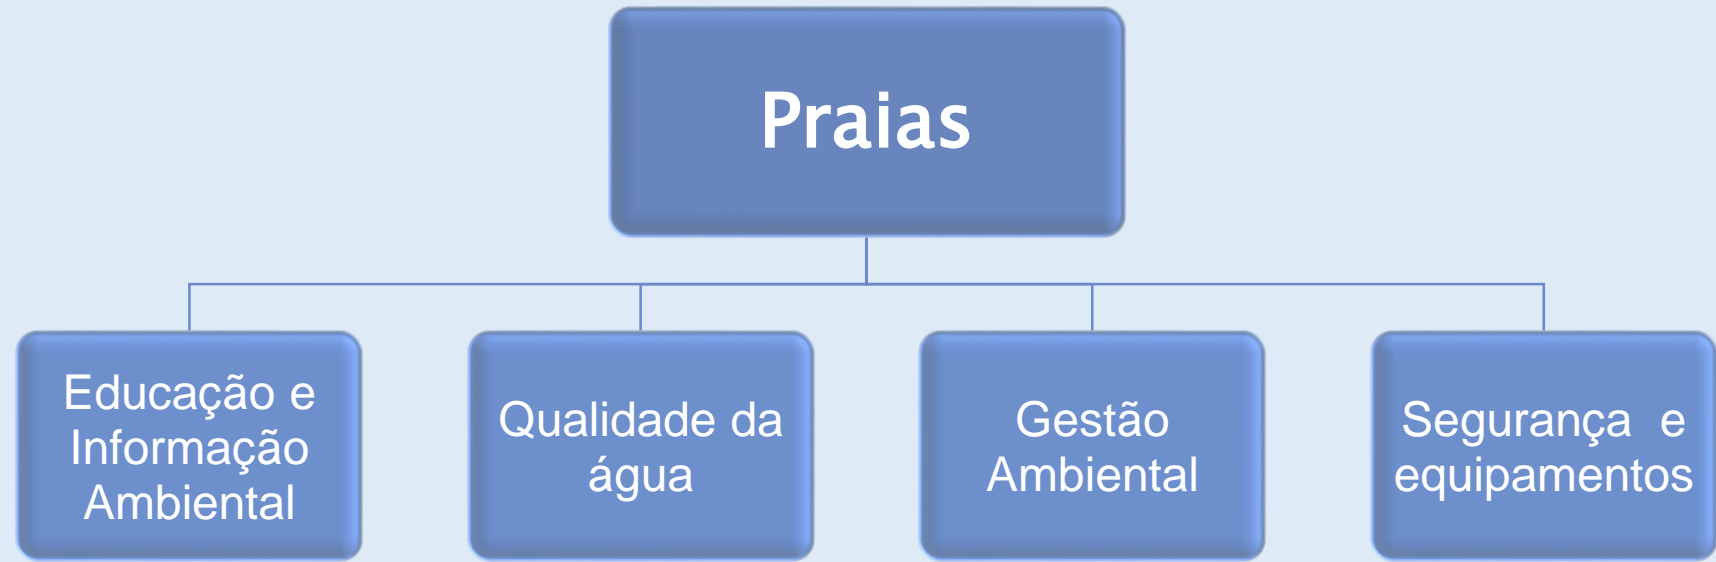 Praias
Educação e
Informação
Ambiental
Qualidade da
água
Gestão
Ambiental
Segurança e
equipamentos